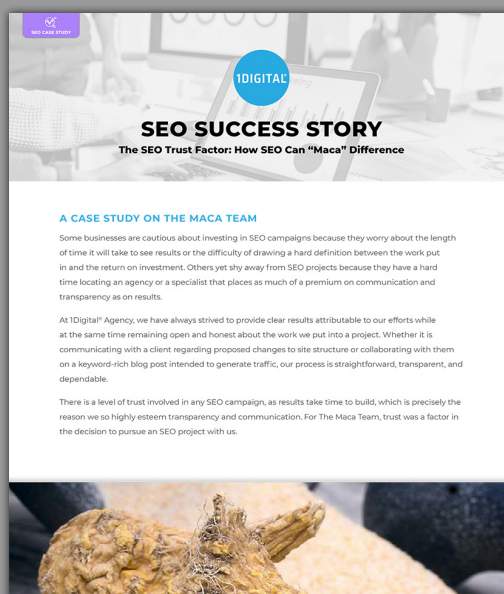 SEO CASE STUDY
1DIGITAL®
SEO SUCCESS STORY
The SEO Trust Factor: How SEO Can “Maca” Difference
A CASE STUDY ON THE MACA TEAM
Some businesses are cautious about investing in SEO campaigns because they worry about the length
of time it will take to see results or the difficulty of drawing a hard definition between the work put
in and the return on investment. Others yet shy away from SEO projects because they have a hard
time locating an agency or a specialist that places as much of a premium on communication and
transparency as on results.
At 1Digital® Agency, we have always strived to provide clear results attributable to our efforts while
at the same time remaining open and honest about the work we put into a project. Whether it is
communicating with a client regarding proposed changes to site structure or collaborating with them
on a keyword-rich blog post intended to generate traffic, our process is straightforward, transparent, and
dependable.
There is a level of trust involved in any SEO campaign, as results take time to build, which is precisely the
reason we so highly esteem transparency and communication. For The Maca Team, trust was a factor in
the decision to pursue an SEO project with us.